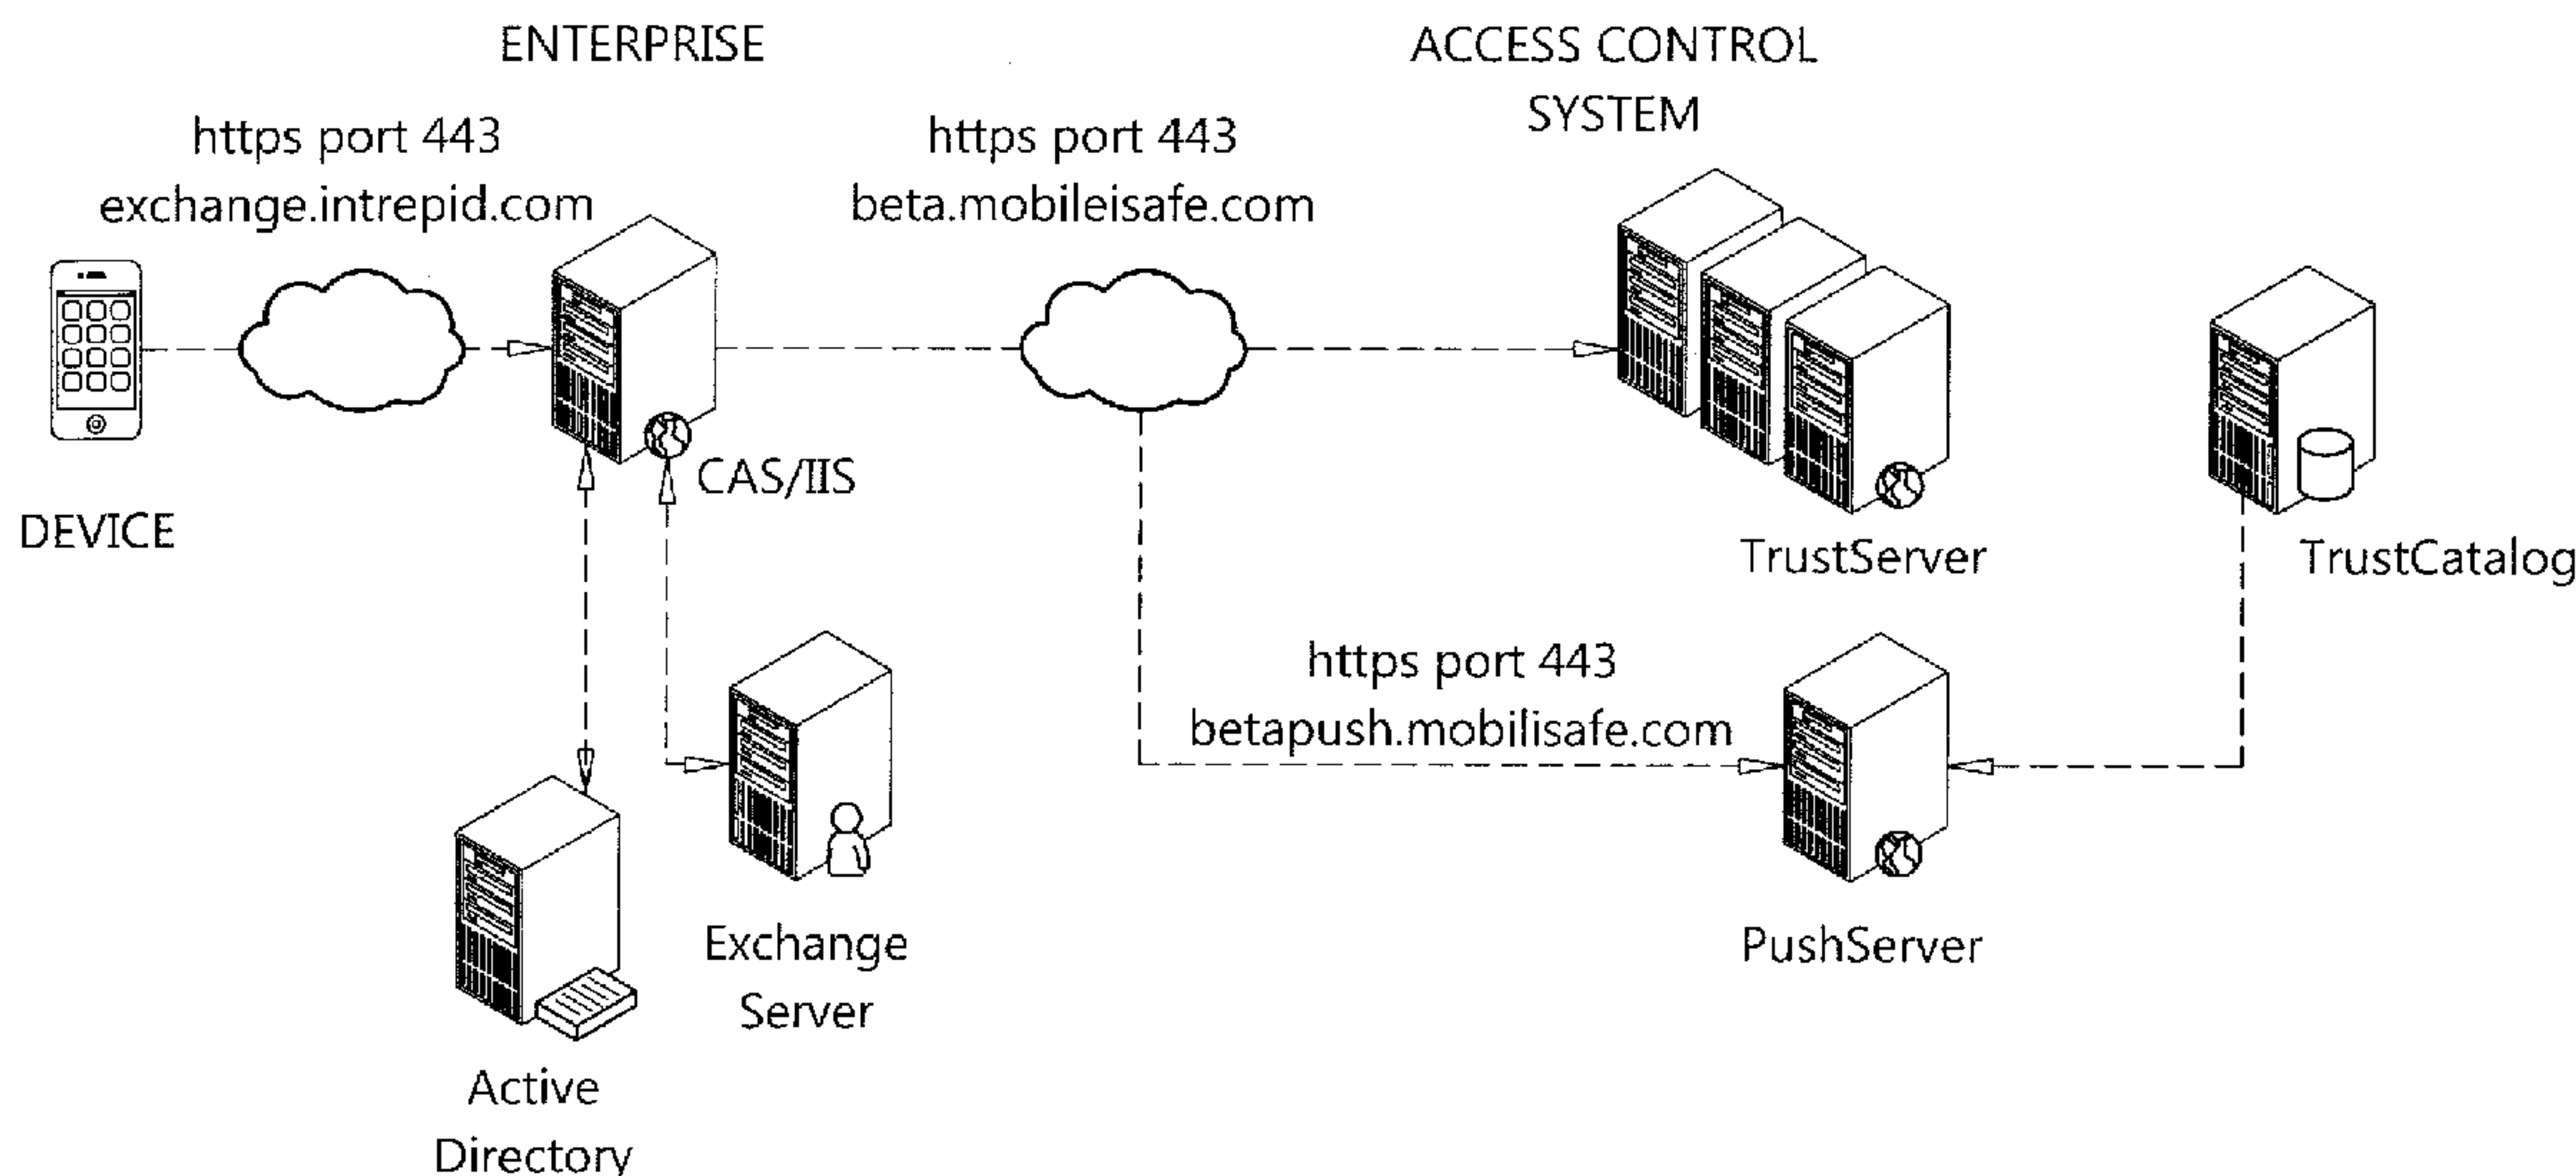 ENTERPRISE
ACCESS CONTROL
SYSTEM
https port 443
exchange.intrepid.com
https port 443
beta.mobileisafe.com
DEVICE
CAS/IIS
TrustServer
TrustCatalog
https port 443
betapush.mobilisafe.com
Exchange
Server
PushServer
Active
Directory